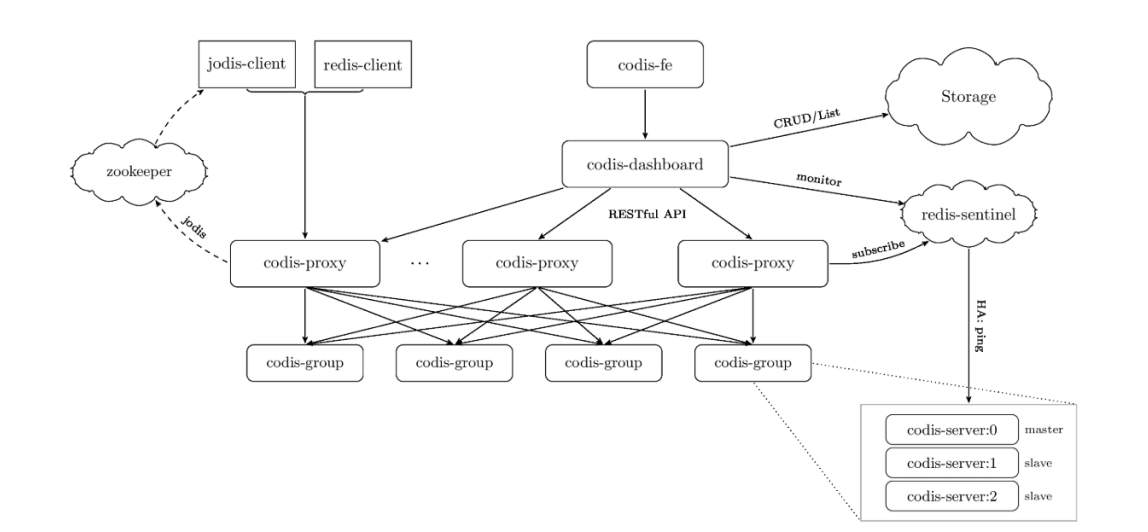 jodis-client
redis-client
codis-fe
Storage
CRUD/List
codis-dashboard
zookeeper
monitor
redis-sentinel
RESTful API
jodis
subscribe
codis-proxy
...
codis-proxy
codis-proxy
HA: ping
codis-group
codis-group
codis-group
codis-group
codis-server:0 master
codis-server:1 slave
codis-server:2 slave